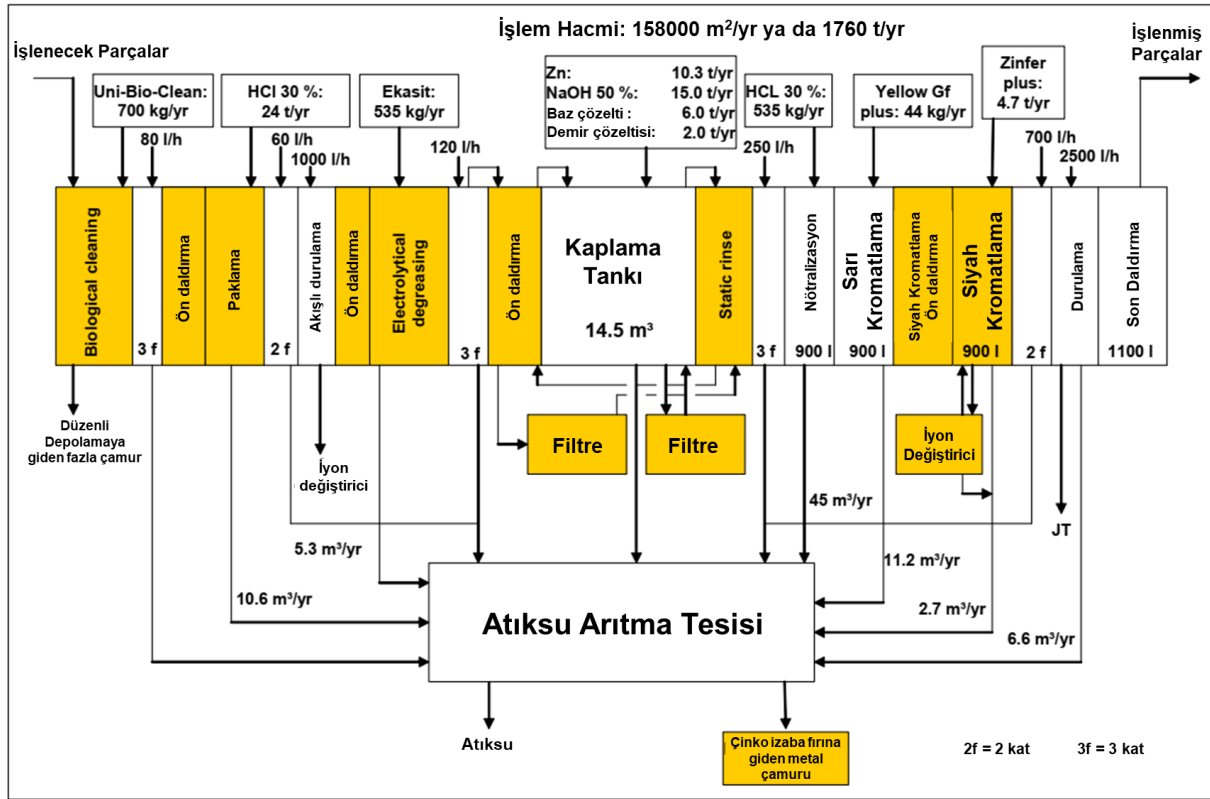 İşlem Hacmi: 158000 m²/yr ya da 1760 t/yr
İşlenecek Parçalar
İşlenmiş
Parçalar
Uni-Bio-Clean:
700 kg/yr
HCl 30 %:
24 t/yr
Ekasit:
535 kg/yr
Zn: 10.3 t/yr
NaOH 50 %: 15.0 t/yr
Baz çözelti : 6.0 t/yr
Demir çözeltisi: 2.0 t/yr
HCL 30 %:
535 kg/yr
Yellow Gf
plus: 44 kg/yr
Zinfer
plus:
4.7 t/yr
80 l/h
60 l/h
1000 l/h
120 l/h
250 l/h
700 l/h
2500 l/h
Biological cleaning
3 f
Ön daldırma
Paklama
2 f
Akışlı durulama
Ön daldırma
Electrolytical
degreasing
3 f
Ön daldırma
Kaplama
Tankı
14.5 m³
Static rinse
3 f
Nötralizasyon
900 l
Sarı
Kromatlama
900 l
Siyah Kromatlama
Ön daldırma
Siyah
Kromatlama
900 l
2 f
Durulama
Son Daldırma
1100 l
Düzenli
Depolamaya
giden fazla çamur
İyon
değiştirici
Filtre
Filtre
İyon
Değiştirici
JT
45 m³/yr
5.3 m³/yr
11.2 m³/yr
10.6 m³/yr
2.7 m³/yr
6.6 m³/yr
Atıksu Arıtma Tesisi
Atıksu
Çinko izaba fırına
giden metal
çamuru
2f = 2 kat
3f = 3 kat